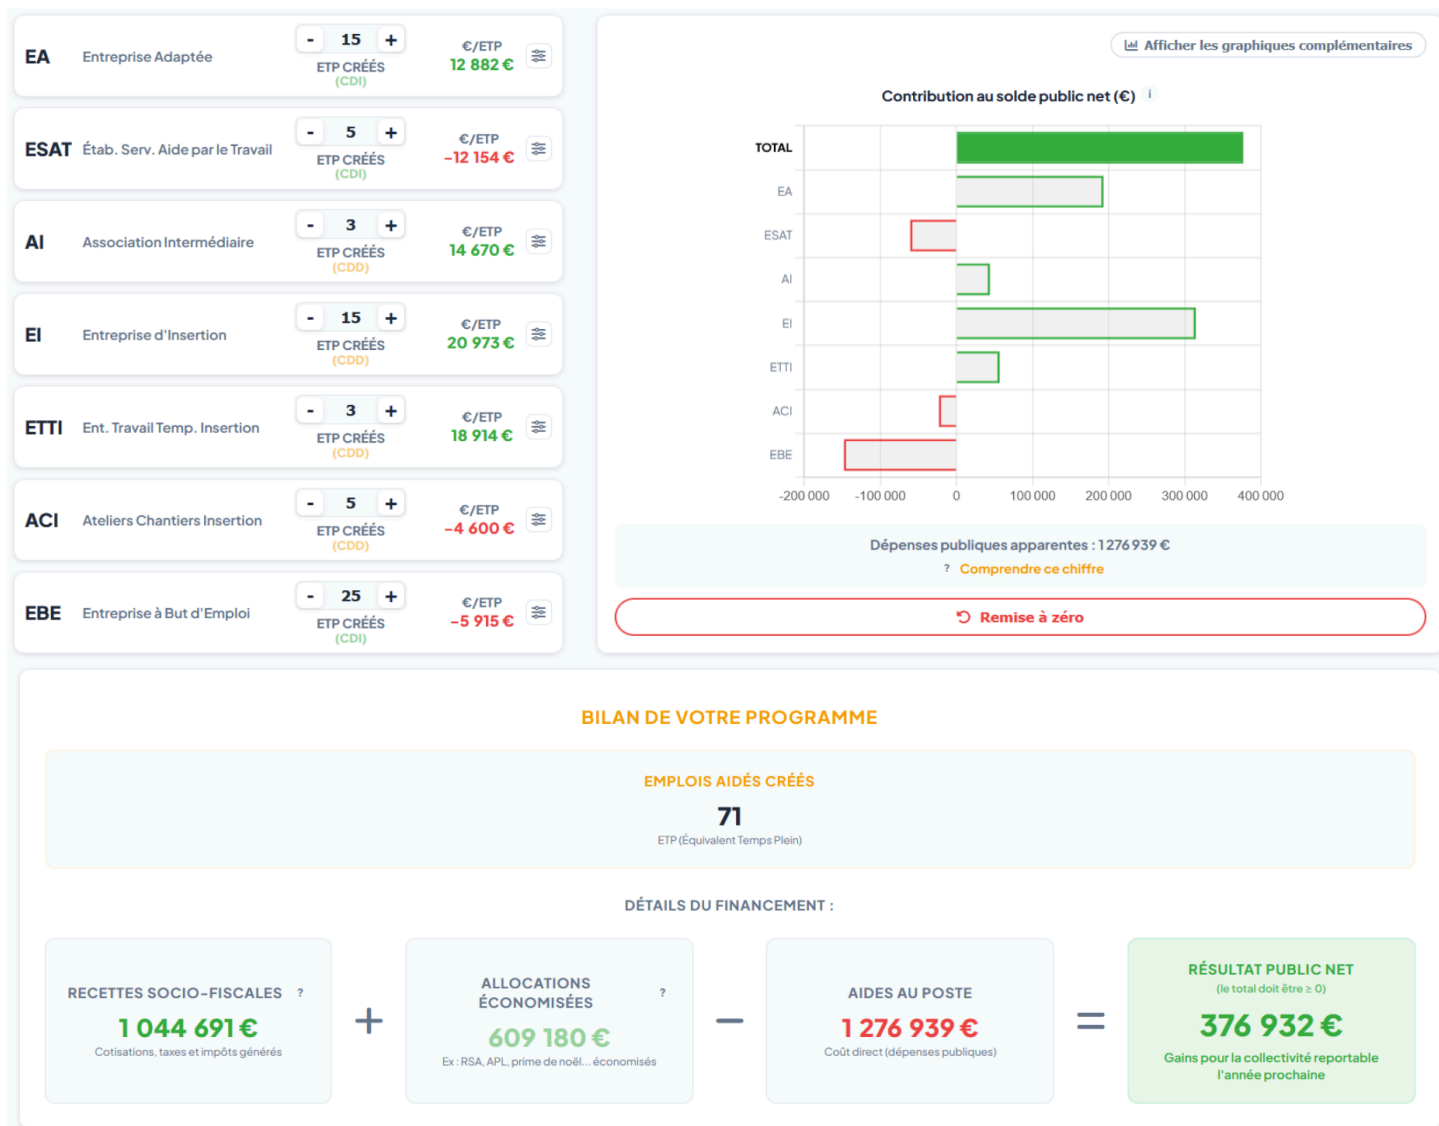 EA Entreprise Adaptée
- 15 +
ETP CRÉÉS
(CDI)
€/ETP
12 882 €
ESAT Étab. Serv. Aide par le Travail
- 5 +
ETP CRÉÉS
(CDI)
€/ETP
−12 154 €
AI Association Intermédiaire
- 3 +
ETP CRÉÉS
(CDD)
€/ETP
14 670 €
EI Entreprise d'Insertion
- 15 +
ETP CRÉÉS
(CDD)
€/ETP
20 973 €
ETTI Ent. Travail Temp. Insertion
- 3 +
ETP CRÉÉS
(CDD)
€/ETP
18 914 €
ACI Ateliers Chantiers Insertion
- 5 +
ETP CRÉÉS
(CDD)
€/ETP
−4 600 €
EBE Entreprise à But d'Emploi
- 25 +
ETP CRÉÉS
(CDI)
€/ETP
−5 915 €
Afficher les graphiques complémentaires
Contribution au solde public net (€) i
TOTAL
EA
ESAT
AI
EI
ETTI
ACI
EBE
-200 000 -100 000 0 100 000 200 000 300 000 400 000
Dépenses publiques apparentes : 1 276 939 €
? Comprendre ce chiffre
Remise à zéro
BILAN DE VOTRE PROGRAMME
EMPLOIS AIDÉS CRÉÉS
71
ETP (Équivalent Temps Plein)
DÉTAILS DU FINANCEMENT :
RECETTES SOCIO-FISCALES ?
1 044 691 €
Cotisations, taxes et impôts générés
+
ALLOCATIONS
ÉCONOMISÉES ?
609 180 €
Ex : RSA, APL, prime de noël... économisés
−
AIDES AU POSTE
1 276 939 €
Coût direct (dépenses publiques)
=
RÉSULTAT PUBLIC NET
(le total doit être ≥ 0)
376 932 €
Gains pour la collectivité reportable
l'année prochaine